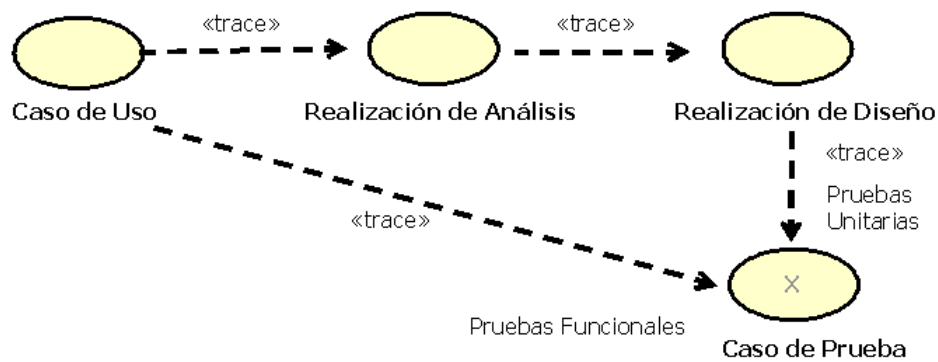 «trace»
«trace»
Caso de Uso
Realización de Análisis
Realización de Diseño
«trace»
Pruebas
Unitarias
«trace»
X
Pruebas Funcionales
Caso de Prueba